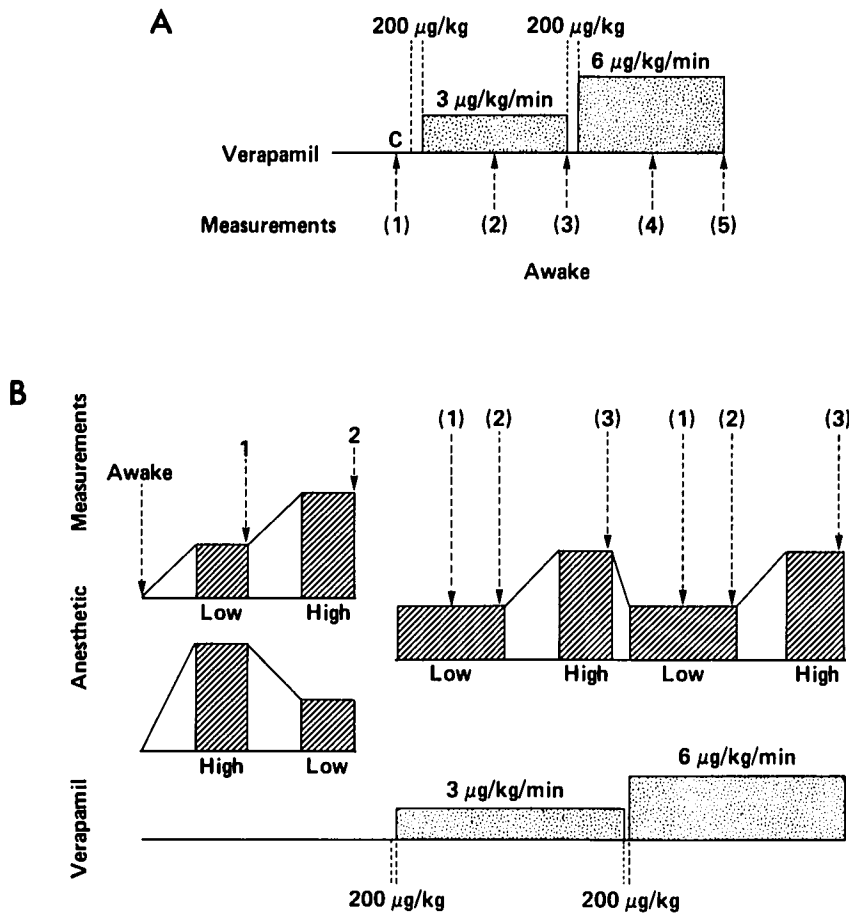 A
200 μg/kg 200 μg/kg
6 μg/kg/min
3 μg/kg/min
C
Verapamil
Measurements (1) (2) (3) (4) (5)
Awake
B
Measurements
Awake
1
2
(1) (2) (3) (1) (2) (3)
Anesthetic
Low High
High Low
Low High Low High
Verapamil
3 μg/kg/min
6 μg/kg/min
200 μg/kg 200 μg/kg